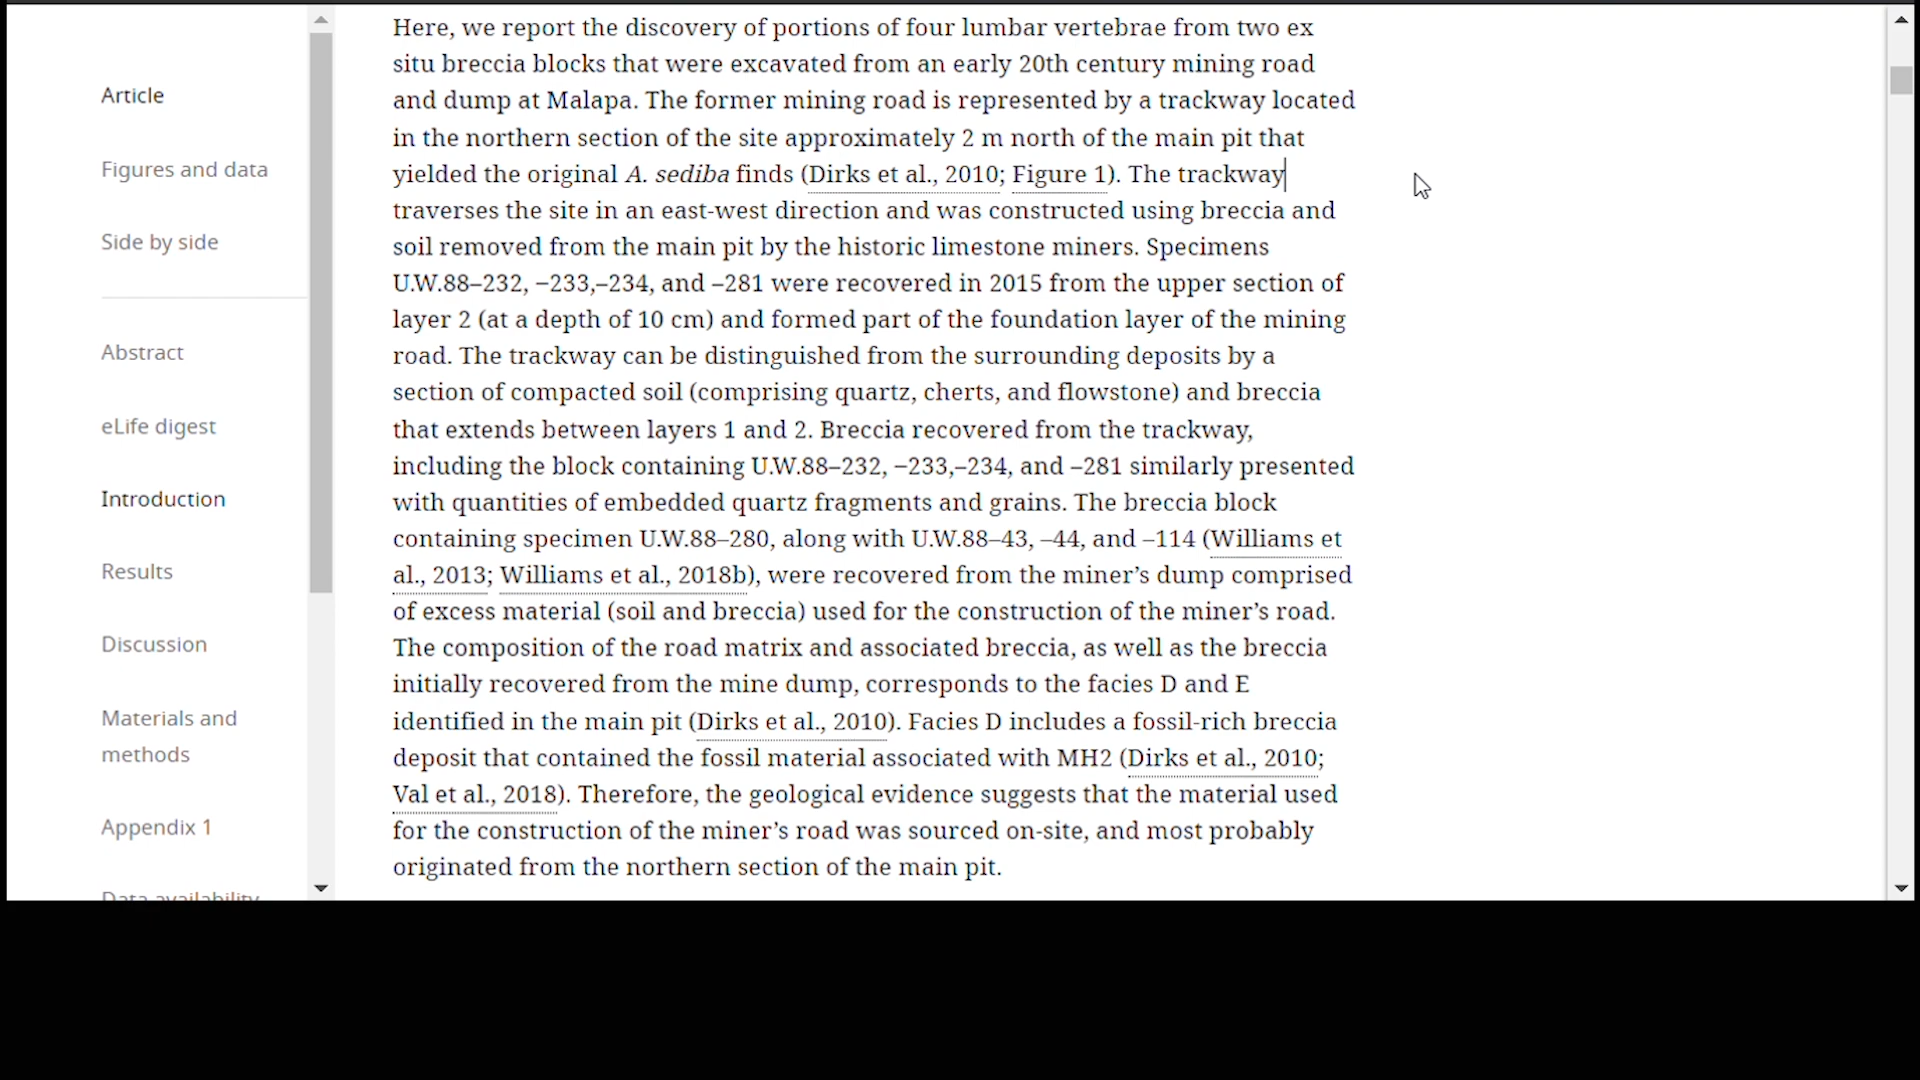 Article
Figures and data
Side by side
Abstract
eLife digest
Introduction
Results
Discussion
Materials and
methods
Appendix 1
Data availability
Here, we report the discovery of portions of four lumbar vertebrae from two ex
situ breccia blocks that were excavated from an early 20th century mining road
and dump at Malapa. The former mining road is represented by a trackway located
in the northern section of the site approximately 2 m north of the main pit that
yielded the original A. sediba finds (Dirks et al., 2010; Figure 1). The trackway
traverses the site in an east-west direction and was constructed using breccia and
soil removed from the main pit by the historic limestone miners. Specimens
U.W.88–232, –233,–234, and –281 were recovered in 2015 from the upper section of
layer 2 (at a depth of 10 cm) and formed part of the foundation layer of the mining
road. The trackway can be distinguished from the surrounding deposits by a
section of compacted soil (comprising quartz, cherts, and flowstone) and breccia
that extends between layers 1 and 2. Breccia recovered from the trackway,
including the block containing U.W.88–232, –233,–234, and –281 similarly presented
with quantities of embedded quartz fragments and grains. The breccia block
containing specimen U.W.88–280, along with U.W.88–43, –44, and –114 (Williams et
al., 2013; Williams et al., 2018b), were recovered from the miner’s dump comprised
of excess material (soil and breccia) used for the construction of the miner’s road.
The composition of the road matrix and associated breccia, as well as the breccia
initially recovered from the mine dump, corresponds to the facies D and E
identified in the main pit (Dirks et al., 2010). Facies D includes a fossil-rich breccia
deposit that contained the fossil material associated with MH2 (Dirks et al., 2010;
Val et al., 2018). Therefore, the geological evidence suggests that the material used
for the construction of the miner’s road was sourced on-site, and most probably
originated from the northern section of the main pit.